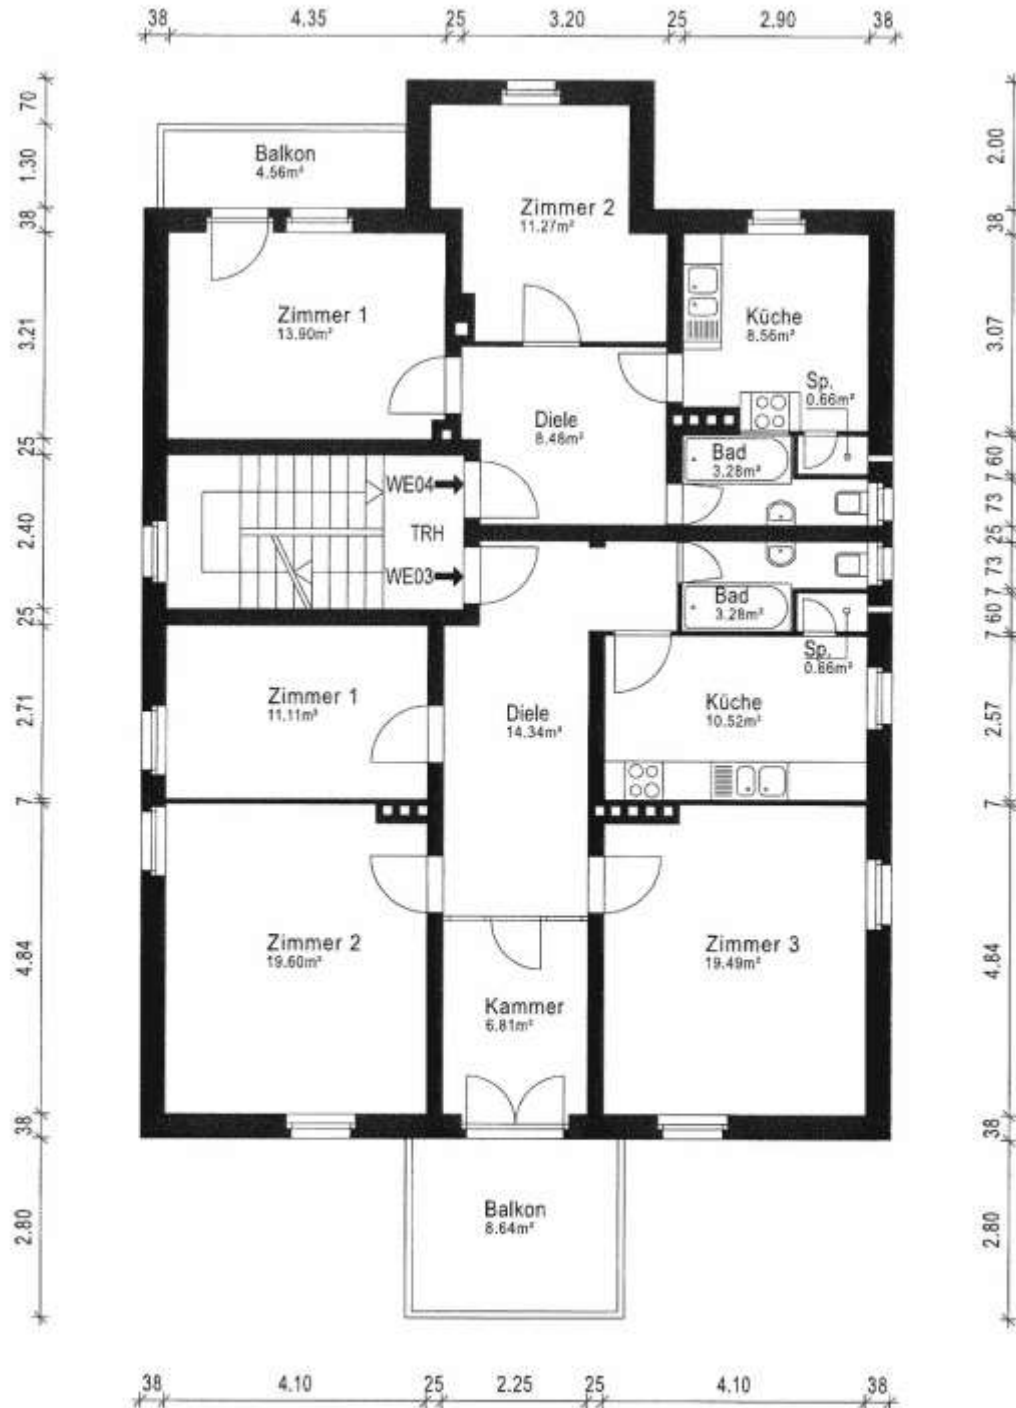 38 4.35 25 3.20 25 2.90 38
70
1.30
38
3.21
25
2.40
25
2.71
7
4.84
38
2.80
2.00
38
3.07
7
60
7
73
25
73
7
60
7
2.57
7
4.84
38
2.80
Balkon
4.56m²
Zimmer 2
11.27m²
Zimmer 1
13.90m²
Küche
8.56m²
Sp.
0.66m²
Diele
8.48m²
Bad
3.28m²
WE04
TRH
WE03
Bad
3.28m²
Sp.
0.66m²
Zimmer 1
11.11m²
Diele
14.34m²
Küche
10.52m²
Zimmer 2
19.60m²
Zimmer 3
19.49m²
Kammer
6.81m²
Balkon
8.64m²
38 4.10 25 2.25 25 4.10 38